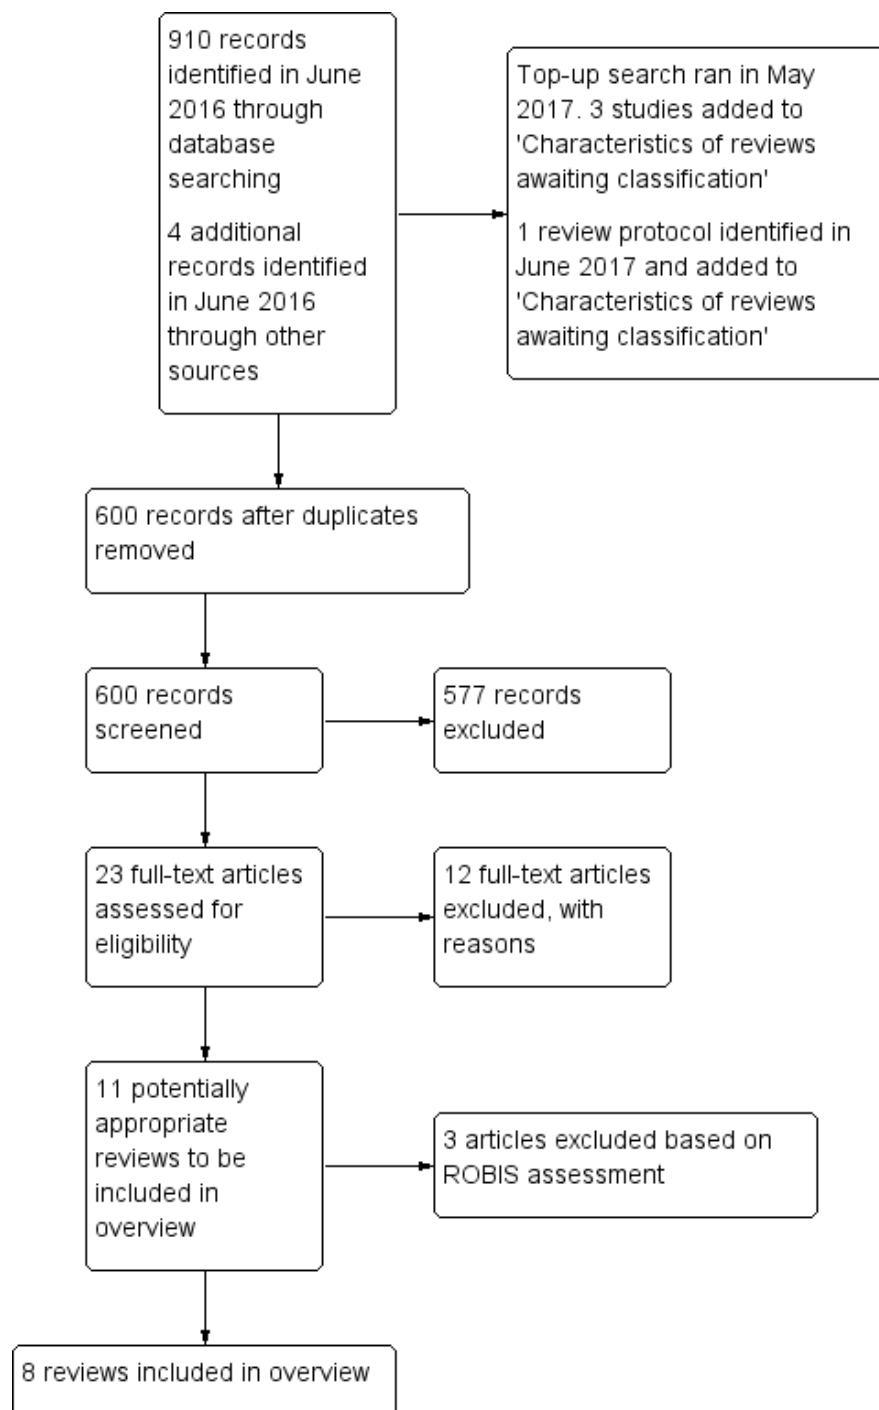 910 records
identified in June
2016 through
database
searching
4 additional
records identified
in June 2016
through other
sources
Top-up search ran in May
2017. 3 studies added to
'Characteristics of reviews
awaiting classification'
1 review protocol identified in
June 2017 and added to
'Characteristics of reviews
awaiting classification'
600 records after duplicates
removed
600 records
screened
577 records
excluded
23 full-text articles
assessed for
eligibility
12 full-text articles
excluded, with
reasons
11 potentially
appropriate
reviews to be
included in
overview
3 articles excluded based on
ROBIS assessment
8 reviews included in overview